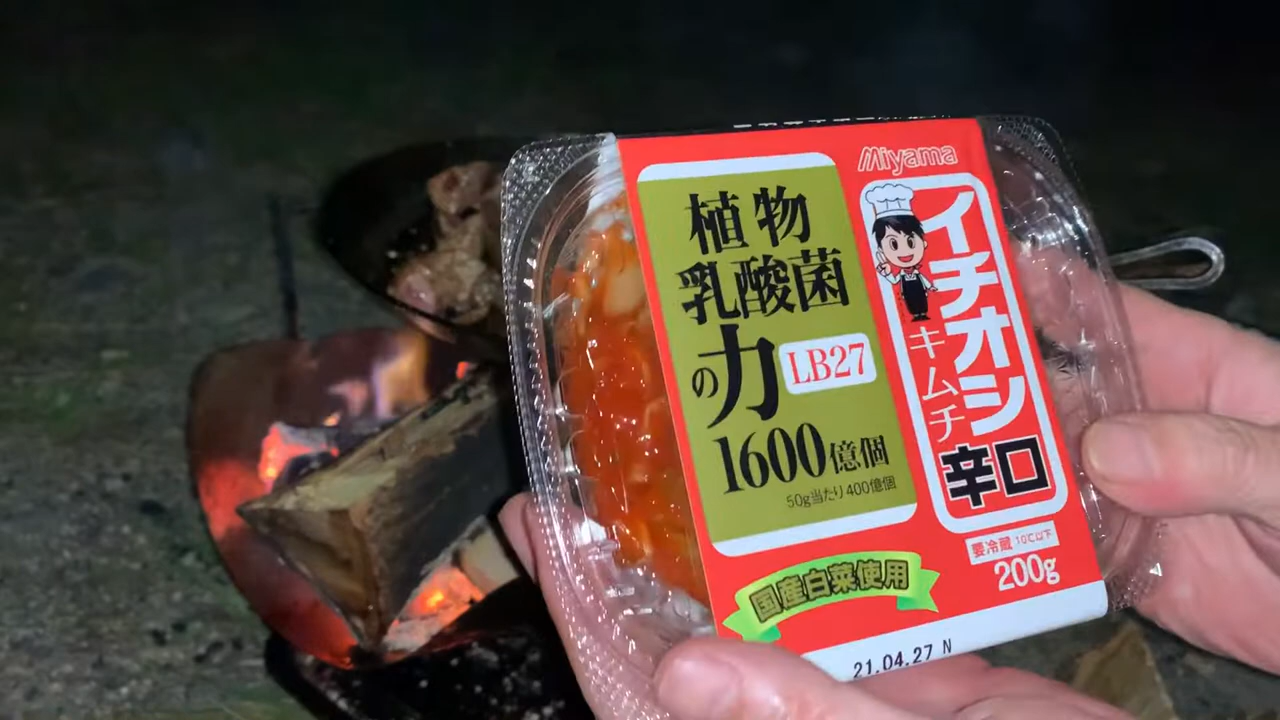 Miyama
イチオシ
キムチ
辛口
植物
乳酸菌
の力
LB27
1600億個
50g当たり400億個
国産白菜使用
要冷蔵 10℃以下
200g
21.04.27 N